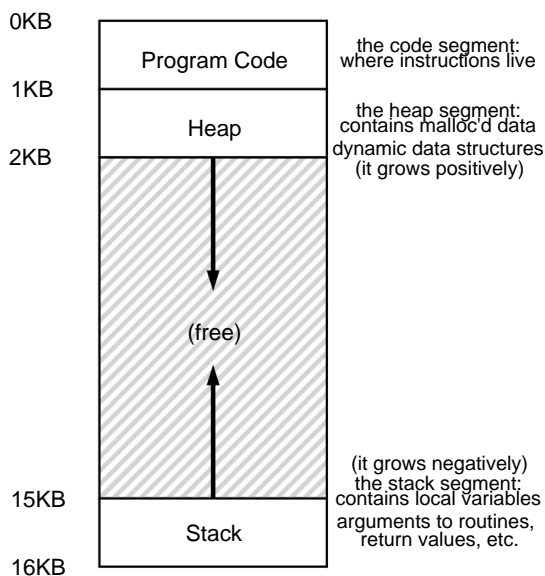 0KB
Program Code
the code segment:
where instructions live
1KB
Heap
the heap segment:
contains malloc'd data
dynamic data structures
(it grows positively)
2KB
(free)
(it grows negatively)
the stack segment:
contains local variables
arguments to routines,
return values, etc.
15KB
Stack
16KB